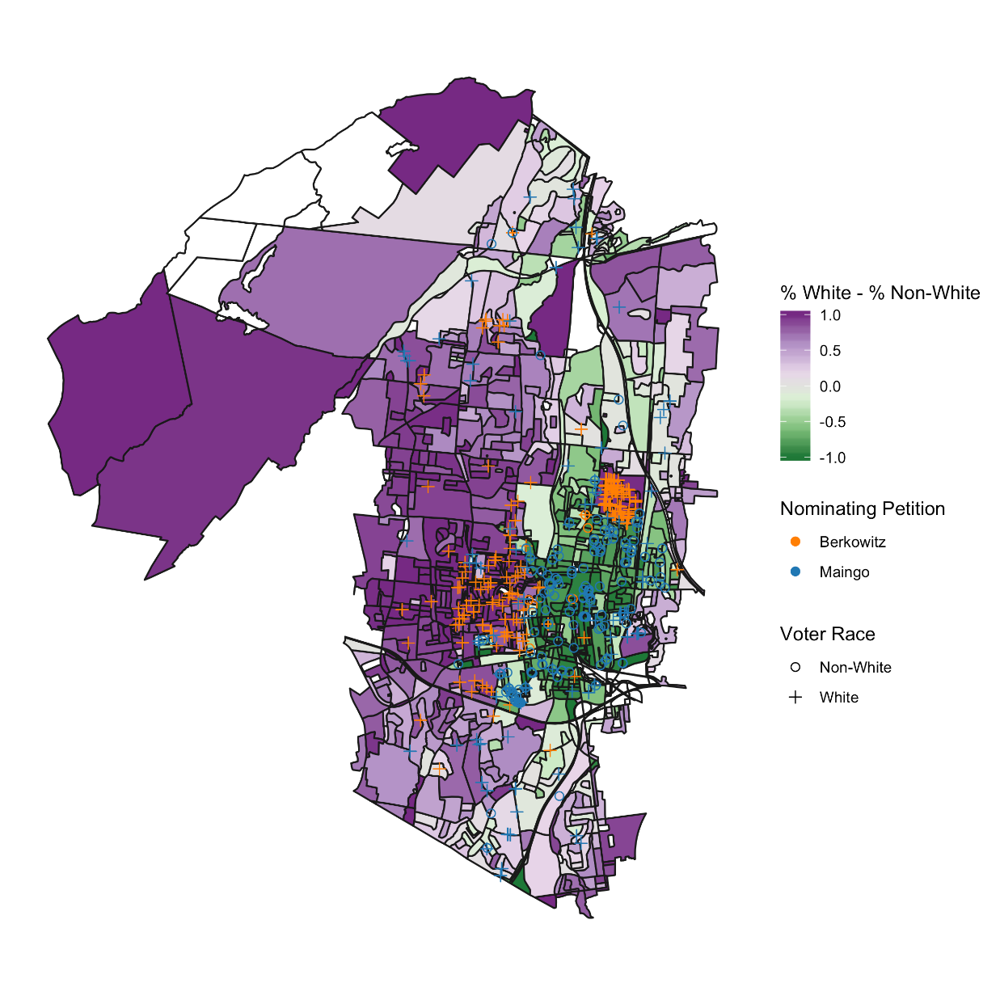 % White - % Non-White
1.0
0.5
0.0
-0.5
-1.0
Nominating Petition
Berkowitz
Maingo
Voter Race
Non-White
White